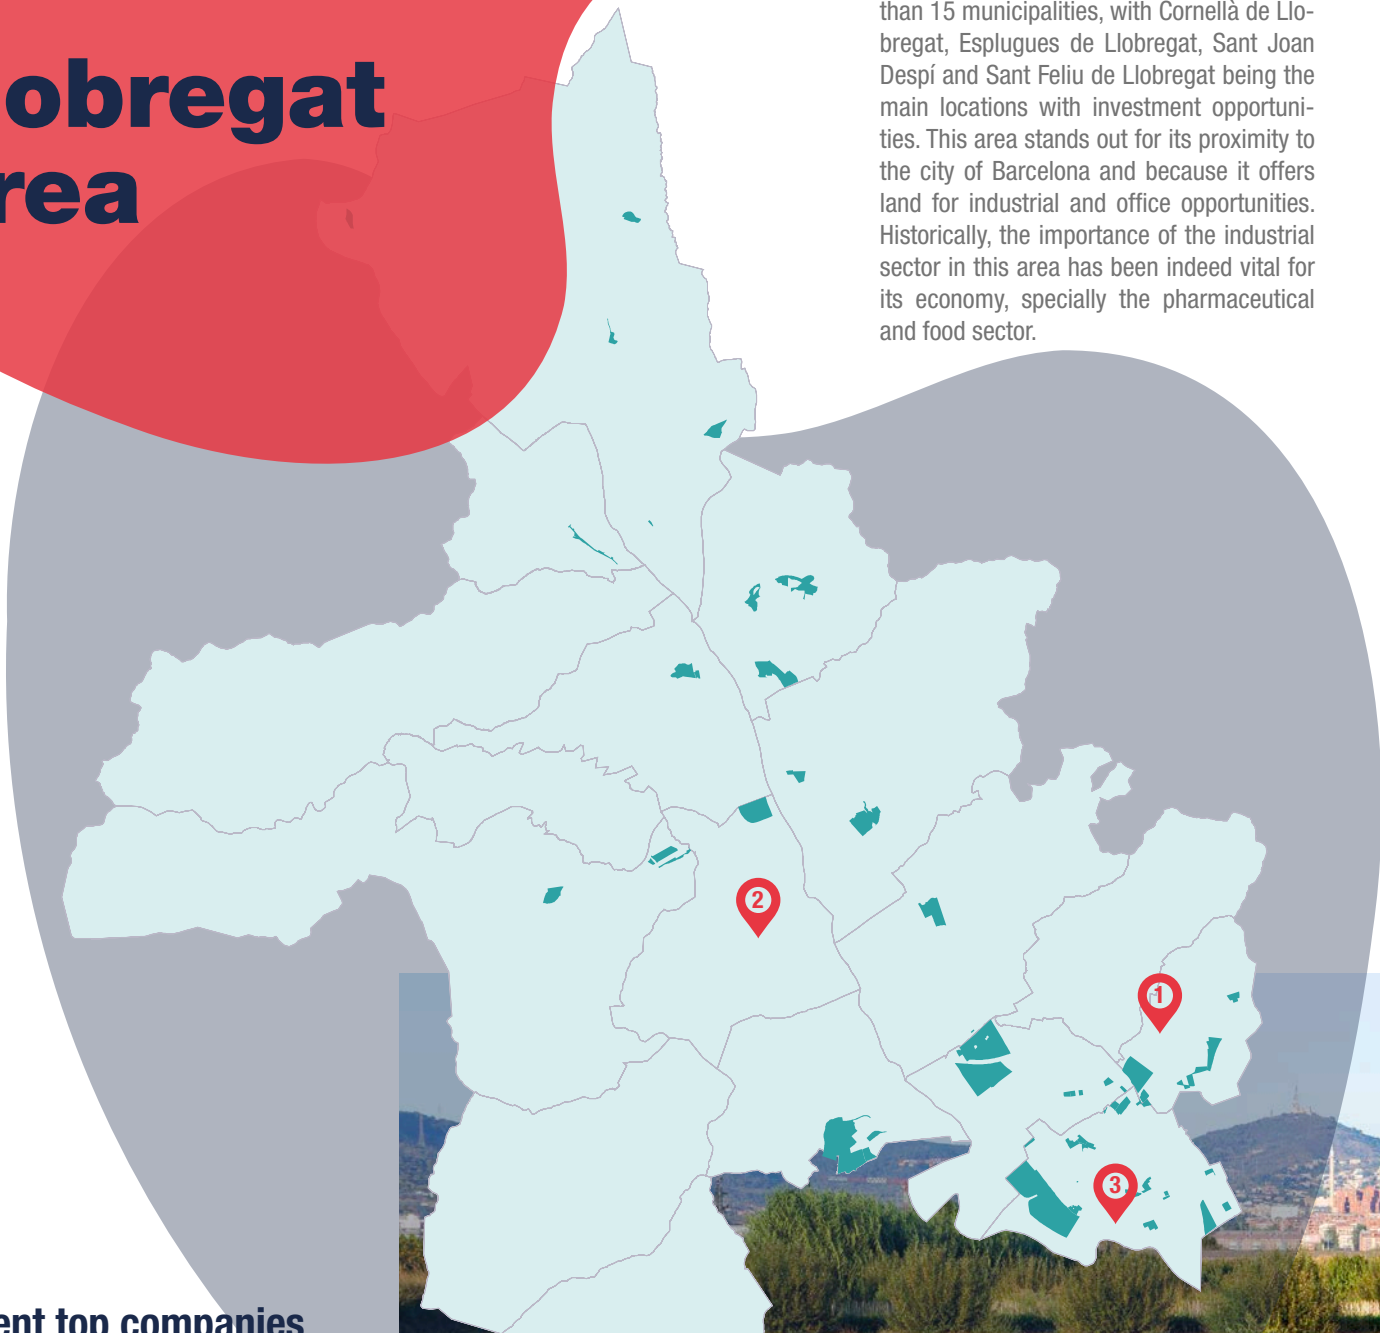 lobregat
rea
than 15 municipalities, with Cornellà de Llo-
bregat, Esplugues de Llobregat, Sant Joan
Despí and Sant Feliu de Llobregat being the
main locations with investment opportuni-
ties. This area stands out for its proximity to
the city of Barcelona and because it offers
land for industrial and office opportunities.
Historically, the importance of the industrial
sector in this area has been indeed vital for
its economy, specially the pharmaceutical
and food sector.
2
1
3
ent top companies